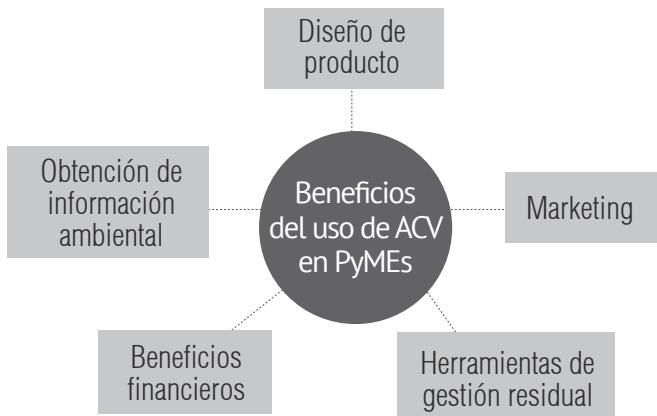 Diseño de
producto
Obtención de
información
ambiental
Beneficios
del uso de ACV
en PyMEs
Marketing
Beneficios
financieros
Herramientas de
gestión residual